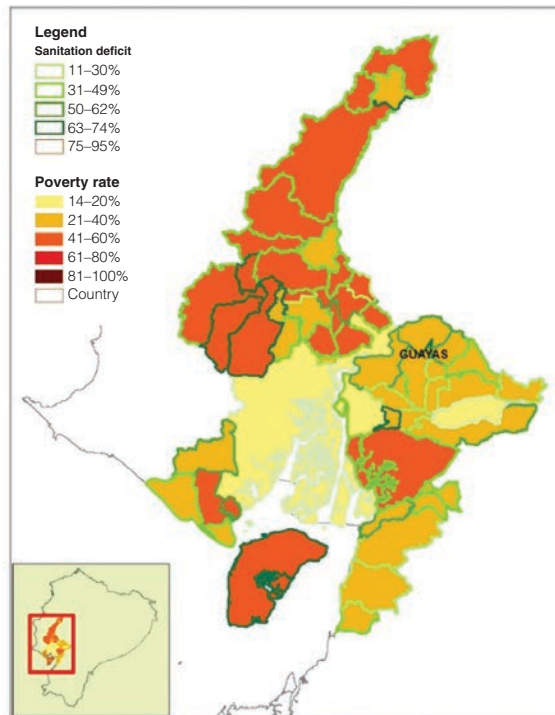 Legend
Sanitation deficit
11–30%
31–49%
50–62%
63–74%
75–95%
Poverty rate
14–20%
21–40%
41–60%
61–80%
81–100%
Country
GUAYAS